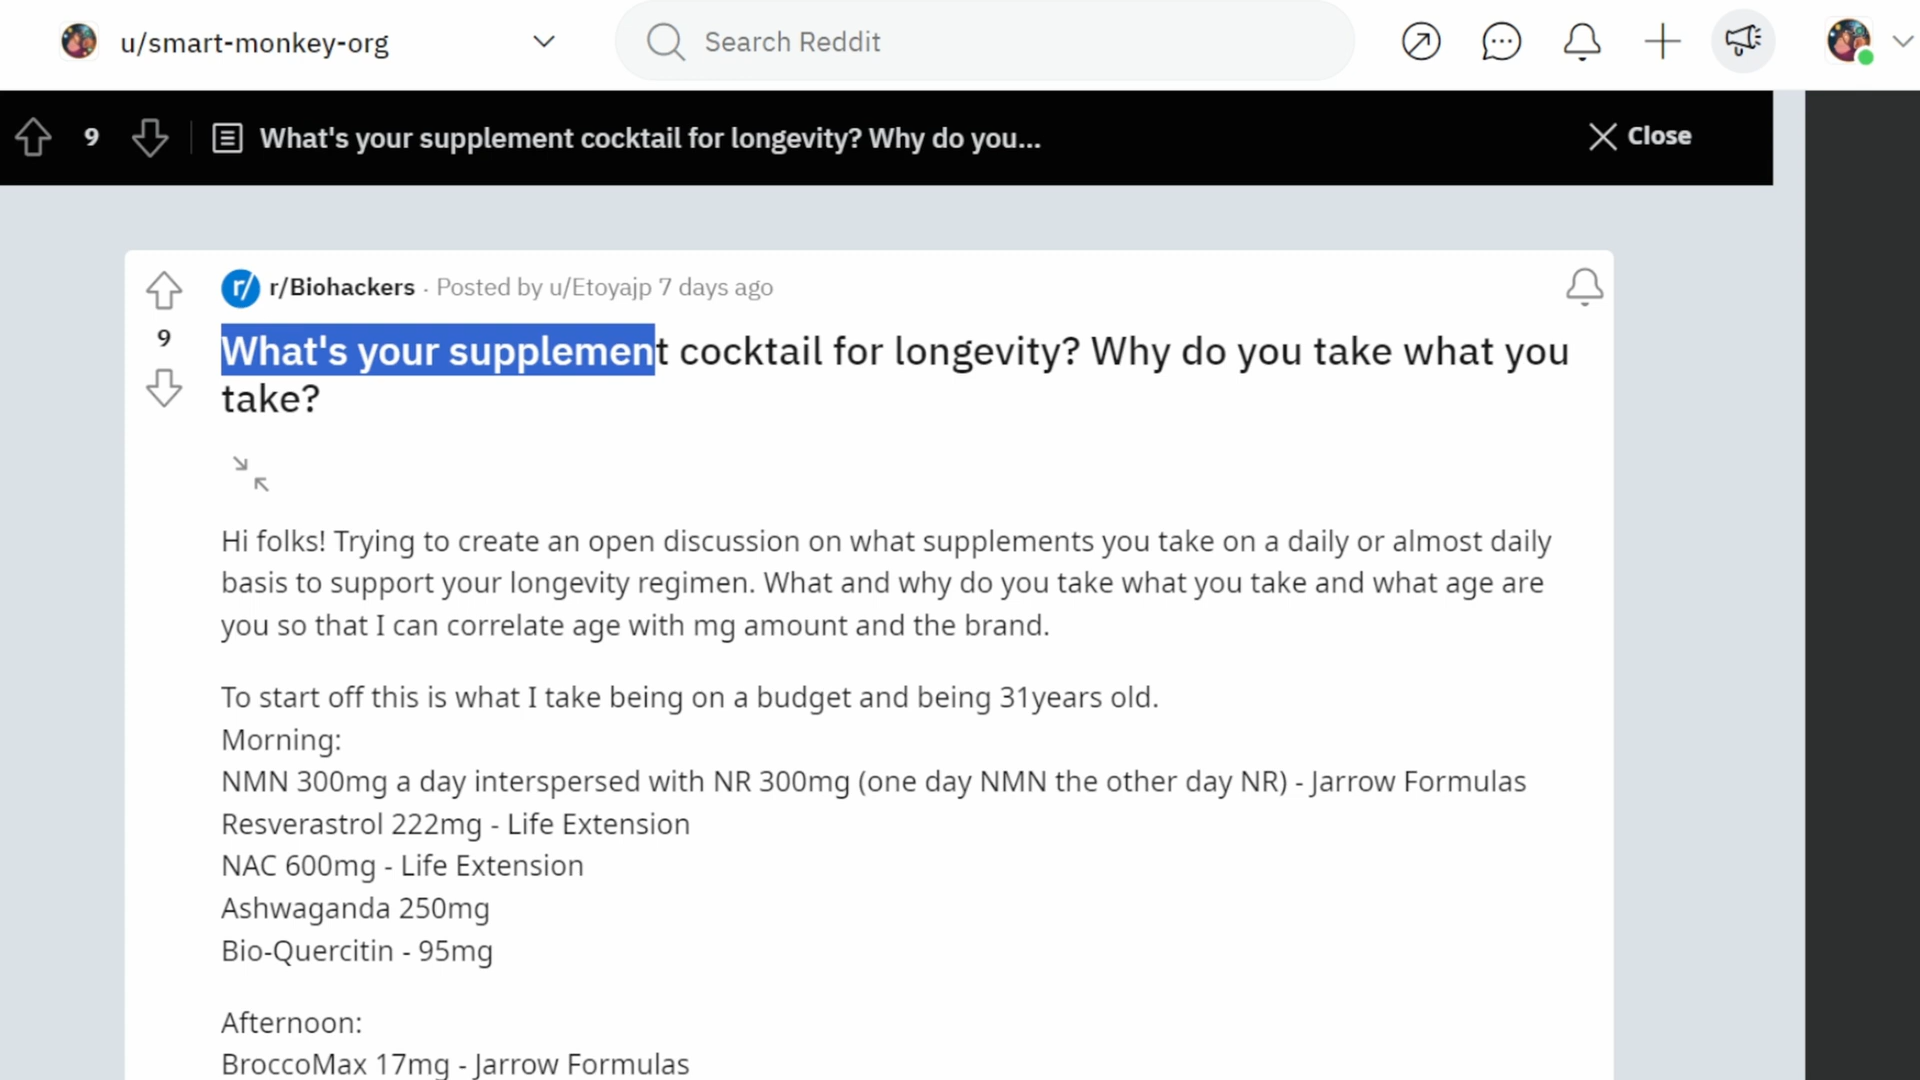 u/smart-monkey-org
Search Reddit
9
What's your supplement cocktail for longevity? Why do you...
Close
r/Biohackers · Posted by u/Etoyajp 7 days ago
9
What's your supplement cocktail for longevity? Why do you take what you
take?
Hi folks! Trying to create an open discussion on what supplements you take on a daily or almost daily
basis to support your longevity regimen. What and why do you take what you take and what age are
you so that I can correlate age with mg amount and the brand.
To start off this is what I take being on a budget and being 31years old.
Morning:
NMN 300mg a day interspersed with NR 300mg (one day NMN the other day NR) - Jarrow Formulas
Resverastrol 222mg - Life Extension
NAC 600mg - Life Extension
Ashwaganda 250mg
Bio-Quercitin - 95mg
Afternoon:
BroccoMax 17mg - Jarrow Formulas